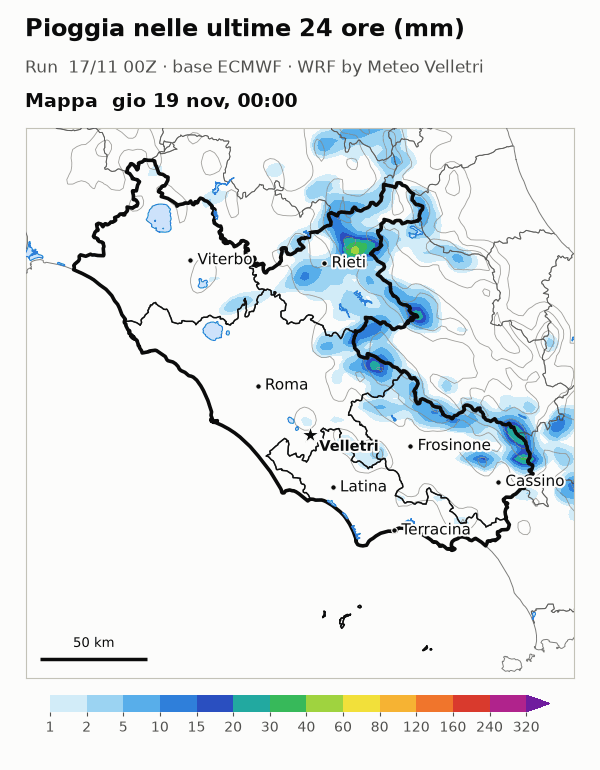 Pioggia nelle ultime 24 ore (mm)
Run 17/11 00Z · base ECMWF · WRF by Meteo Velletri
Mappa gio 19 nov, 00:00
Viterbo
Rieti
Roma
Velletri
Frosinone
Latina
Cassino
Terracina
50 km
1 2 5 10 15 20 30 40 60 80 120 160 240 320